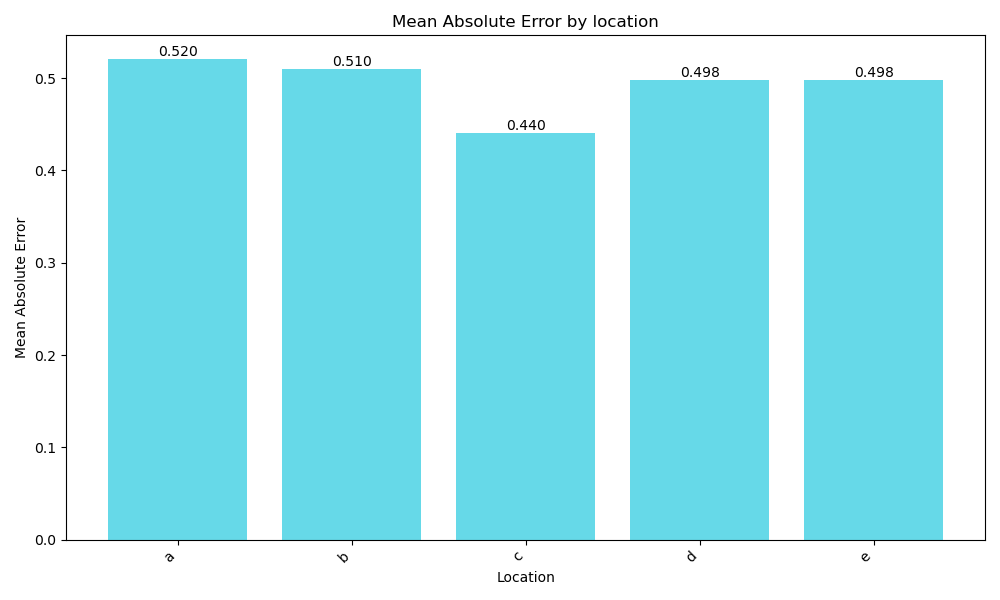 Mean Absolute Error by location
0.520
0.510
0.440
0.498
0.498
Mean Absolute Error
0.5
0.4
0.3
0.2
0.1
0.0
a
b
c
d
e
Location